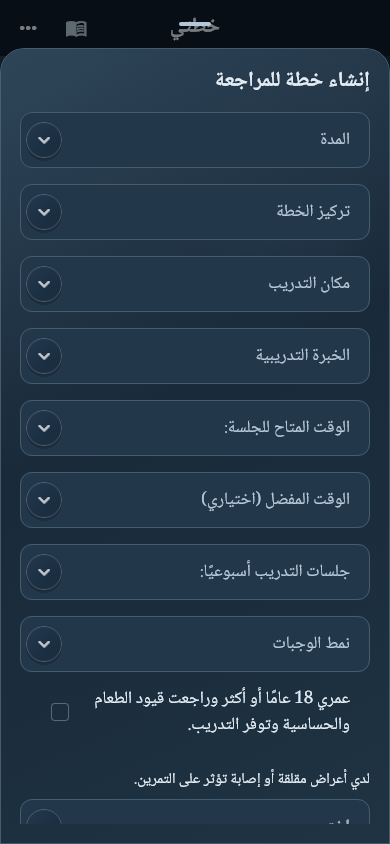 خطتي
إنشاء خطة للمراجعة
المدة
تركيز الخطة
مكان التدريب
الخبرة التدريبية
الوقت المتاح للجلسة:
الوقت المفضل (اختياري)
جلسات التدريب أسبوعيًا:
نمط الوجبات
عمري 18 عامًا أو أكثر وراجعت قيود الطعام
والحساسية وتوفر التدريب.
لدي أعراض مقلقة أو إصابة تؤثر على التمرين.